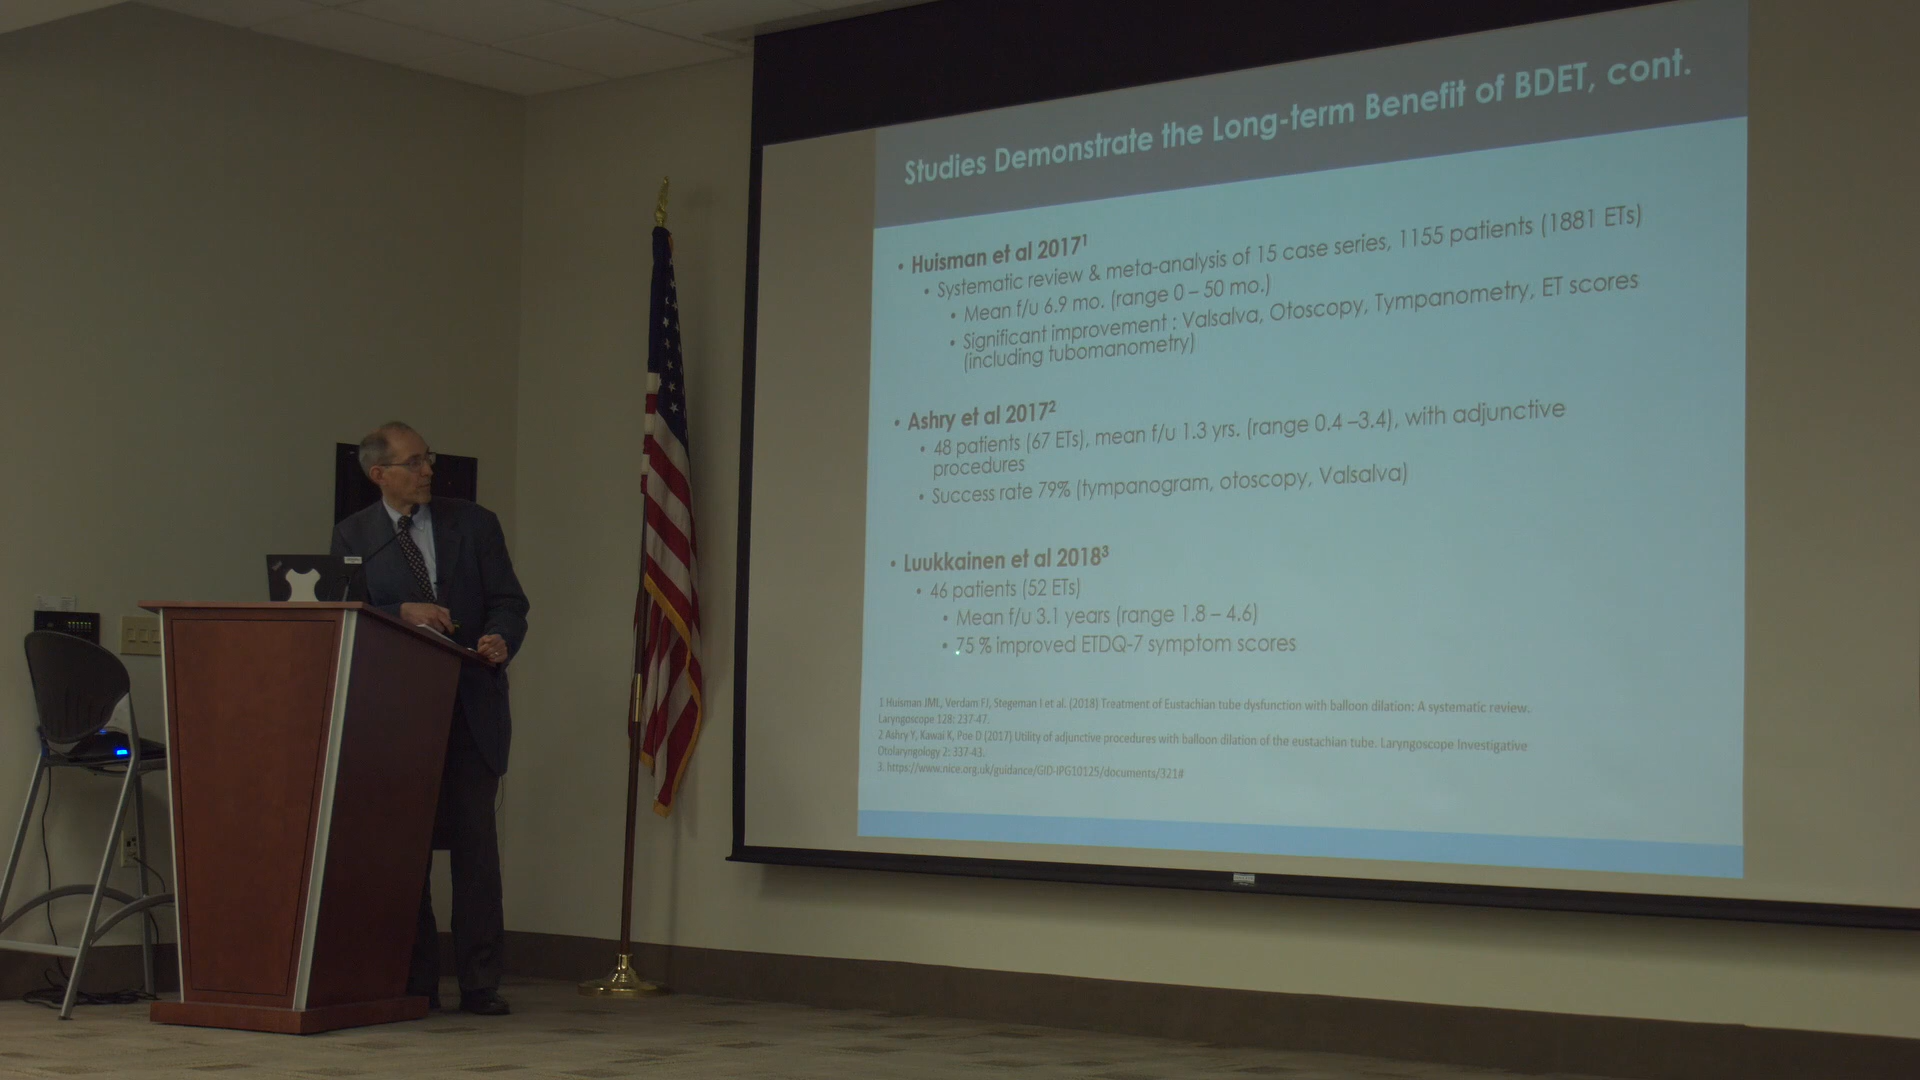 Studies Demonstrate the Long-term Benefit of BDET, cont.
• Huisman et al 2017¹
• Systematic review & meta-analysis of 15 case series, 1155 patients (1881 ETs)
• Mean f/u 6.9 mo. (range 0 – 50 mo.)
• Significant improvement : Valsalva, Otoscopy, Tympanometry, ET scores
(including tubomanometry)
• Ashry et al 2017²
• 48 patients (67 ETs), mean f/u 1.3 yrs. (range 0.4 –3.4), with adjunctive
procedures
• Success rate 79% (tympanogram, otoscopy, Valsalva)
• Luukkainen et al 2018³
• 46 patients (52 ETs)
• Mean f/u 3.1 years (range 1.8 – 4.6)
• 75 % improved ETDQ-7 symptom scores
1 Huisman JML, Verdam FJ, Stegeman I et al. (2018) Treatment of Eustachian tube dysfunction with balloon dilation: A systematic review.
Laryngoscope 128: 237-47.
2 Ashry Y, Kawai K, Poe D (2017) Utility of adjunctive procedures with balloon dilation of the eustachian tube. Laryngoscope Investigative
Otolaryngology 2: 337-43.
3. https://www.nice.org.uk/guidance/GID-IPG10125/documents/321#